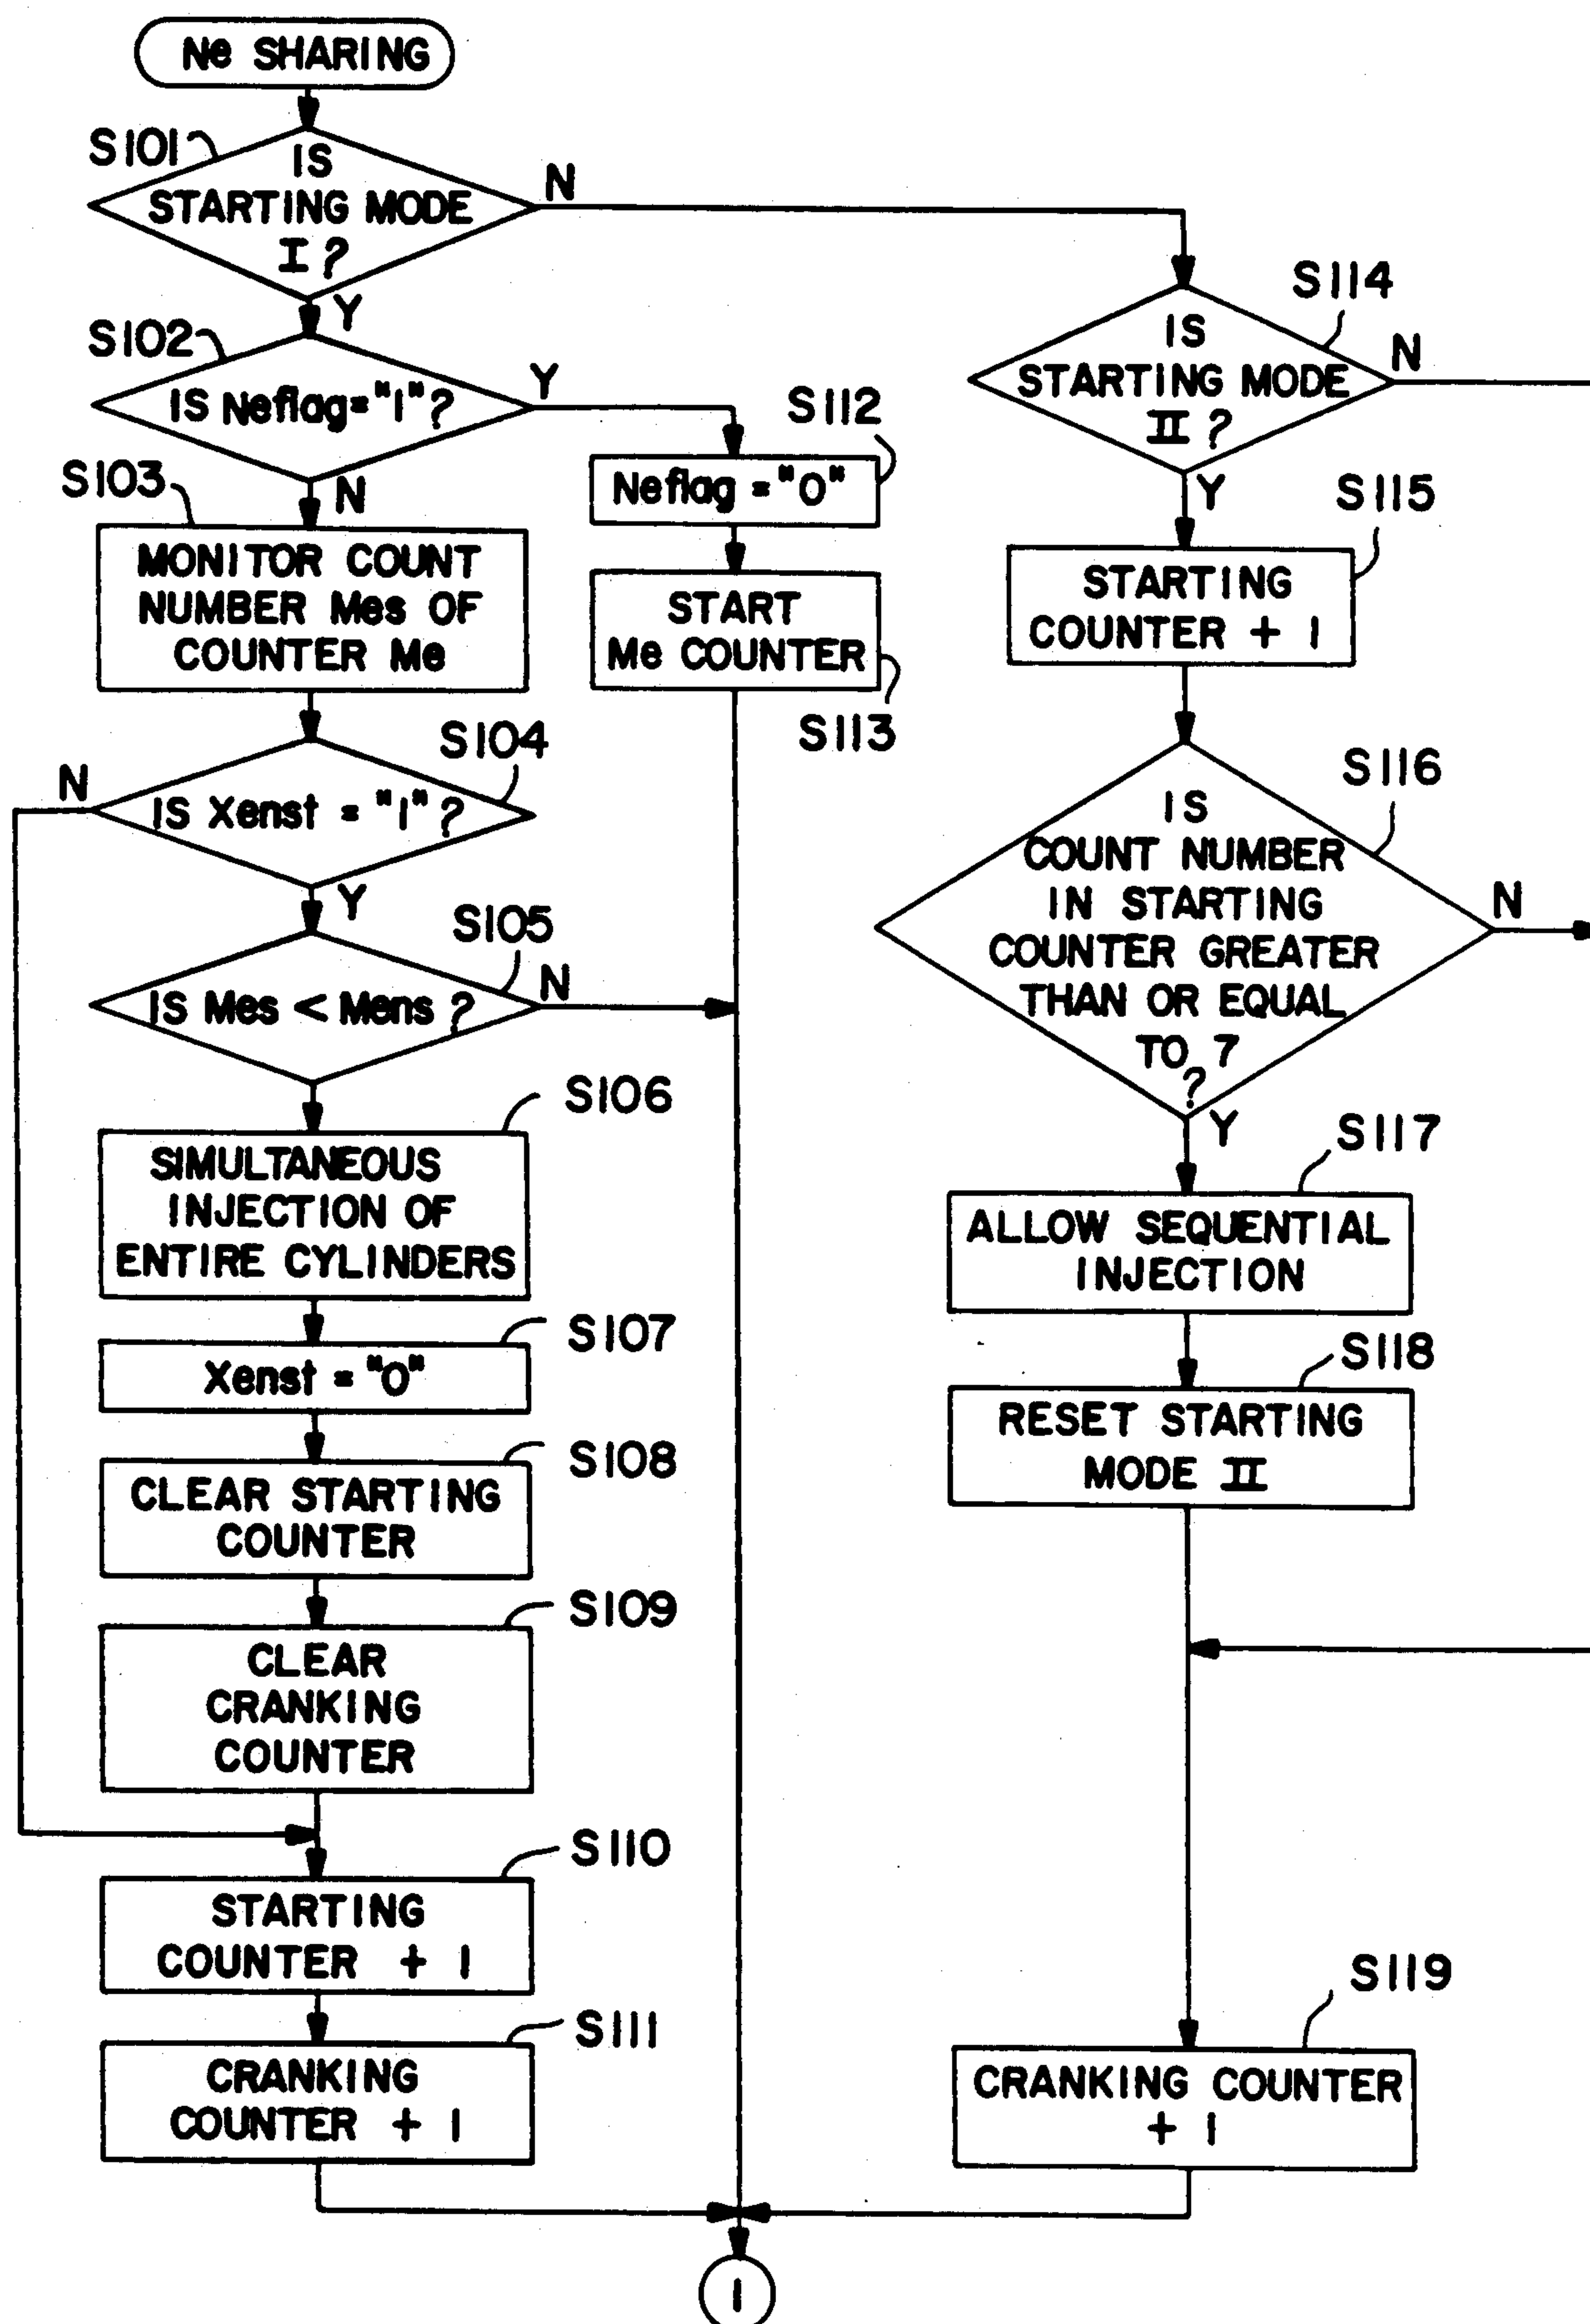 Ne SHARING
S101
IS
STARTING MODE
I ?
N
Y
S102
IS Neflag="1" ?
Y
N
S103
MONITOR COUNT
NUMBER Mes OF
COUNTER Me
S104
N
IS Xenst = "1" ?
Y
S105
IS Mes < Mens ?
N
S106
SIMULTANEOUS
INJECTION OF
ENTIRE CYLINDERS
S107
Xenst = "0"
S108
CLEAR STARTING
COUNTER
S109
CLEAR
CRANKING
COUNTER
S110
STARTING
COUNTER + 1
S111
CRANKING
COUNTER + 1
S112
Neflag = "0"
START
Me COUNTER
S113
S114
IS
STARTING MODE
II ?
N
Y
S115
STARTING
COUNTER + 1
S116
IS
COUNT NUMBER
IN STARTING
COUNTER GREATER
THAN OR EQUAL
TO 7
?
N
Y
S117
ALLOW SEQUENTIAL
INJECTION
S118
RESET STARTING
MODE II
S119
CRANKING COUNTER
+ 1
1